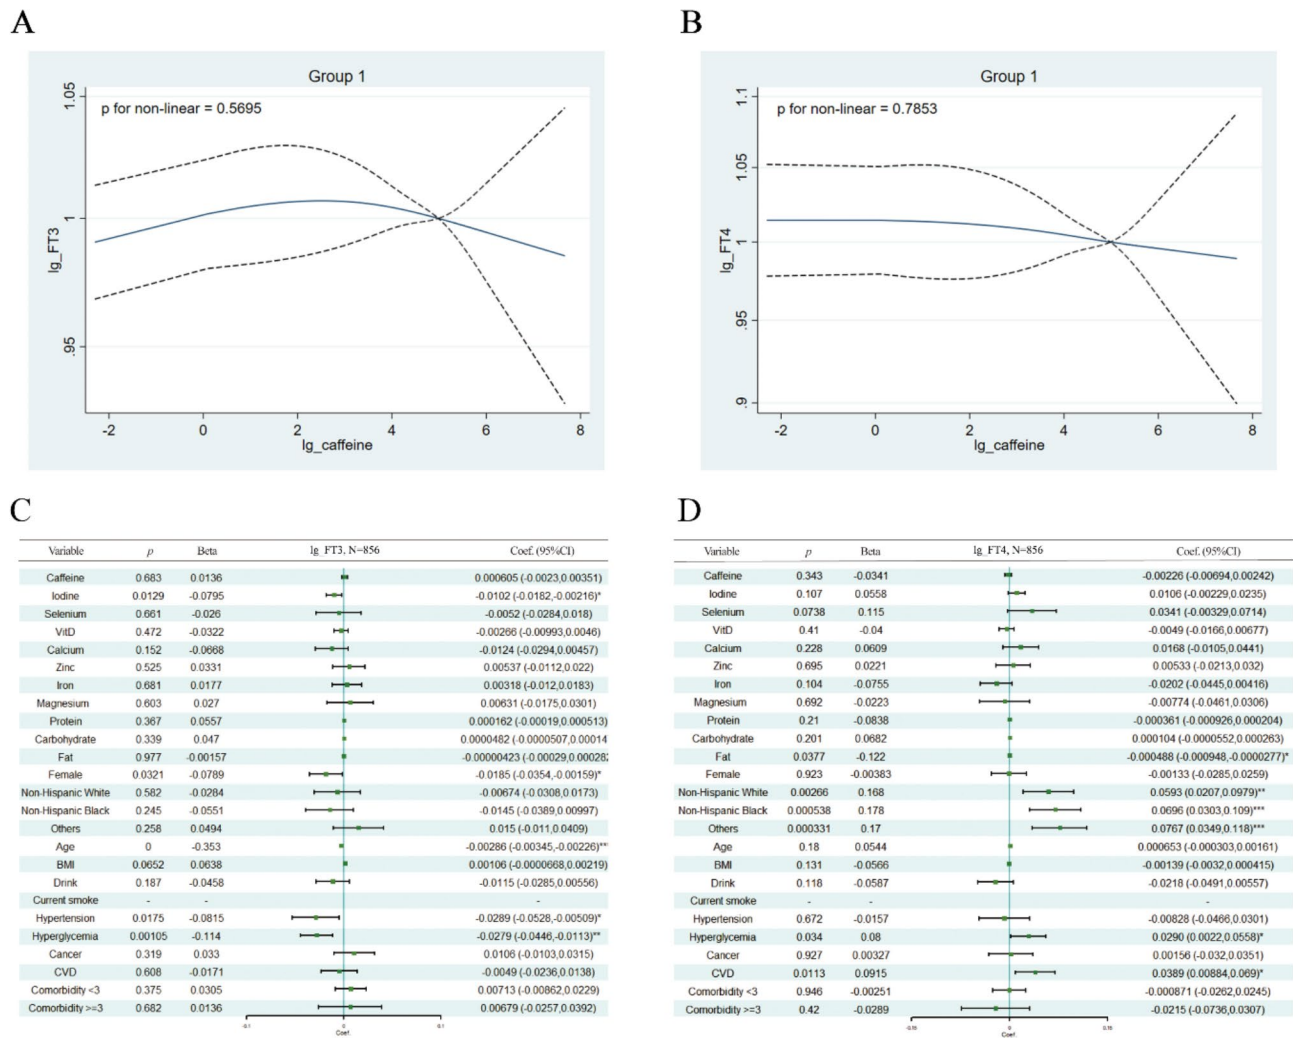 A
B
Group 1
p for non-linear = 0.5695
1.05
1
.95
lg_FT3
-2 0 2 4 6 8
lg_caffeine
Group 1
p for non-linear = 0.7853
1.1
1.05
1
.95
.9
lg_FT4
-2 0 2 4 6 8
lg_caffeine
C
Variable p Beta lg_FT3, N=856 Coef. (95%CI)
Caffeine 0.683 0.0136 0.000605 (-0.0023,0.00351)
Iodine 0.0129 -0.0795 -0.0102 (-0.0182,-0.00216)*
Selenium 0.661 -0.026 -0.0052 (-0.0284,0.018)
VitD 0.472 -0.0322 -0.00266 (-0.00993,0.0046)
Calcium 0.152 -0.0668 -0.0124 (-0.0294,0.00457)
Zinc 0.525 0.0331 0.00537 (-0.0112,0.022)
Iron 0.681 0.0177 0.00318 (-0.012,0.0183)
Magnesium 0.603 0.027 0.00631 (-0.0175,0.0301)
Protein 0.367 0.0557 0.000162 (-0.00019,0.000513)
Carbohydrate 0.339 0.047 0.0000482 (-0.0000507,0.00014
Fat 0.977 -0.00157 -0.00000423 (-0.00029,0.00028
Female 0.0321 -0.0789 -0.0185 (-0.0354,-0.00159)*
Non-Hispanic White 0.582 -0.0284 -0.00674 (-0.0308,0.0173)
Non-Hispanic Black 0.245 -0.0551 -0.0145 (-0.0389,0.00997)
Others 0.258 0.0494 0.015 (-0.011,0.0409)
Age 0 -0.353 -0.00286 (-0.00345,-0.00226)**
BMI 0.0652 0.0638 0.00106 (-0.0000668,0.00219)
Drink 0.187 -0.0458 -0.0115 (-0.0285,0.00556)
Current smoke - - -
Hypertension 0.0175 -0.0815 -0.0289 (-0.0528,-0.00509)*
Hyperglycemia 0.00105 -0.114 -0.0279 (-0.0446,-0.0113)**
Cancer 0.319 0.033 0.0106 (-0.0103,0.0315)
CVD 0.608 -0.0171 -0.0049 (-0.0236,0.0138)
Comorbidity <3 0.375 0.0305 0.00713 (-0.00862,0.0229)
Comorbidity >=3 0.682 0.0136 0.00679 (-0.0257,0.0392)
-0.1 0 0.1
Coef.
D
Variable p Beta lg_FT4, N=856 Coef. (95%CI)
Caffeine 0.343 -0.0341 -0.00226 (-0.00694,0.00242)
Iodine 0.107 0.0558 0.0106 (-0.00229,0.0235)
Selenium 0.0738 0.115 0.0341 (-0.00329,0.0714)
VitD 0.41 -0.04 -0.0049 (-0.0166,0.00677)
Calcium 0.228 0.0609 0.0168 (-0.0105,0.0441)
Zinc 0.695 0.0221 0.00533 (-0.0213,0.032)
Iron 0.104 -0.0755 -0.0202 (-0.0445,0.00416)
Magnesium 0.692 -0.0223 -0.00774 (-0.0461,0.0306)
Protein 0.21 -0.0838 -0.000361 (-0.000926,0.000204)
Carbohydrate 0.201 0.0682 0.000104 (-0.0000552,0.000263)
Fat 0.0377 -0.122 -0.000488 (-0.000948,-0.0000277)*
Female 0.923 -0.00383 -0.00133 (-0.0285,0.0259)
Non-Hispanic White 0.00266 0.168 0.0593 (0.0207,0.0979)**
Non-Hispanic Black 0.000538 0.178 0.0696 (0.0303,0.109)***
Others 0.000331 0.17 0.0767 (0.0349,0.118)***
Age 0.18 0.0544 0.000653 (-0.000303,0.00161)
BMI 0.131 -0.0566 -0.00139 (-0.0032,0.000415)
Drink 0.118 -0.0587 -0.0218 (-0.0491,0.00557)
Current smoke - - -
Hypertension 0.672 -0.0157 -0.00828 (-0.0466,0.0301)
Hyperglycemia 0.034 0.08 0.0290 (0.0022,0.0558)*
Cancer 0.927 0.00327 0.00156 (-0.032,0.0351)
CVD 0.0113 0.0915 0.0389 (0.00884,0.069)*
Comorbidity <3 0.946 -0.00251 -0.000871 (-0.0262,0.0245)
Comorbidity >=3 0.42 -0.0289 -0.0215 (-0.0736,0.0307)
0
Coef.